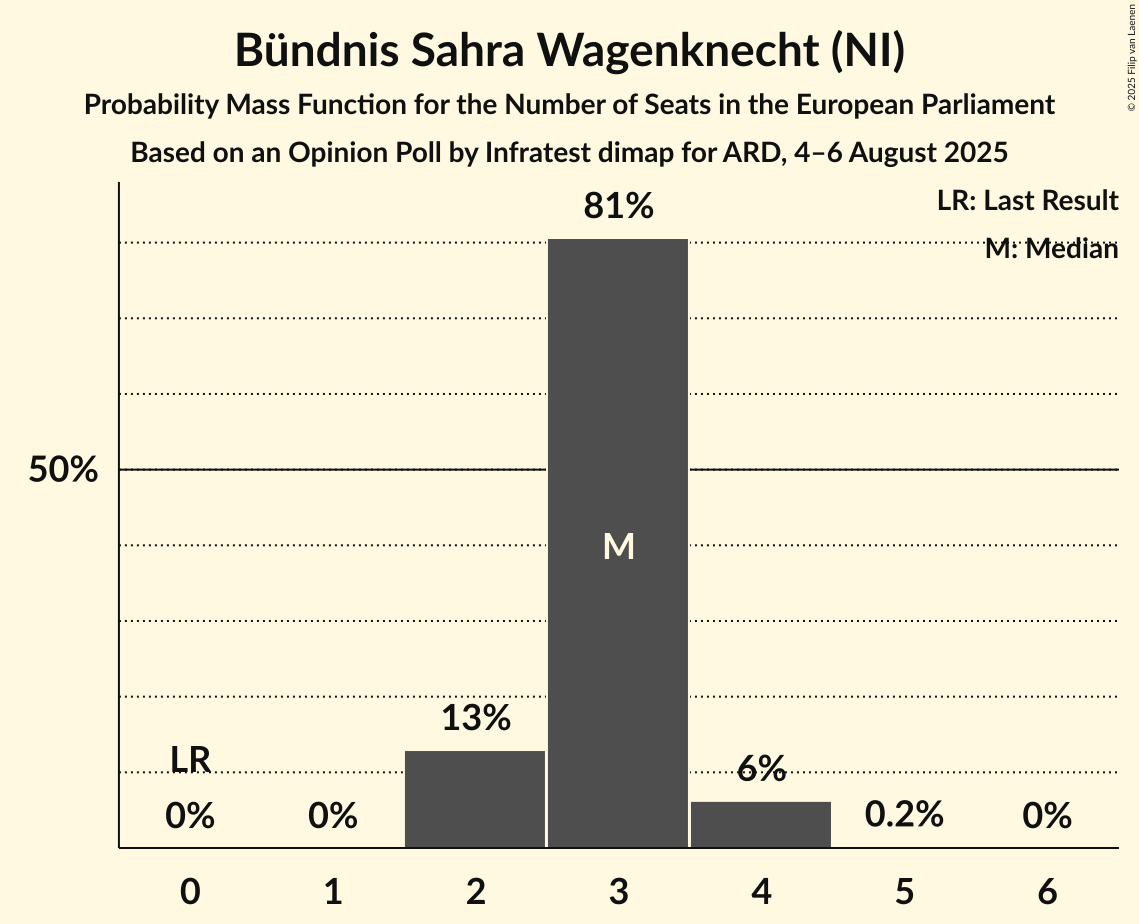 Bündnis Sahra Wagenknecht (NI)
Probability Mass Function for the Number of Seats in the European Parliament
Based on an Opinion Poll by Infratest dimap for ARD, 4–6 August 2025
© 2025 Filip van Laenen
LR: Last Result
M: Median
81%
50%
M
13%
LR
6%
0%
0%
0.2%
0%
0
1
2
3
4
5
6